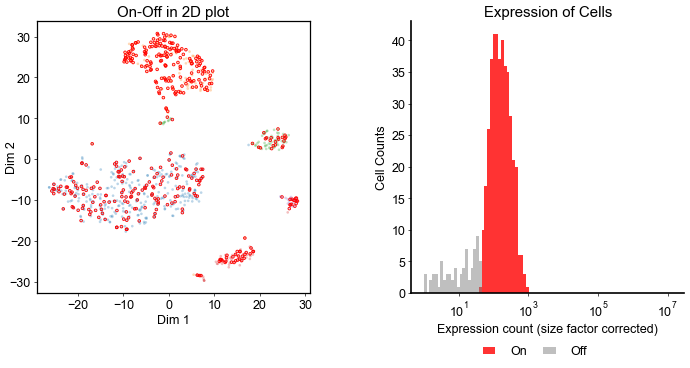 On-Off in 2D plot
30
20
10
0
−10
−20
−30
Dim 2
−20 −10 0 10 20 30
Dim 1
Expression of Cells
40
35
30
25
20
15
10
5
0
Cell Counts
10^1 10^3 10^5 10^7
Expression count (size factor corrected)
On Off